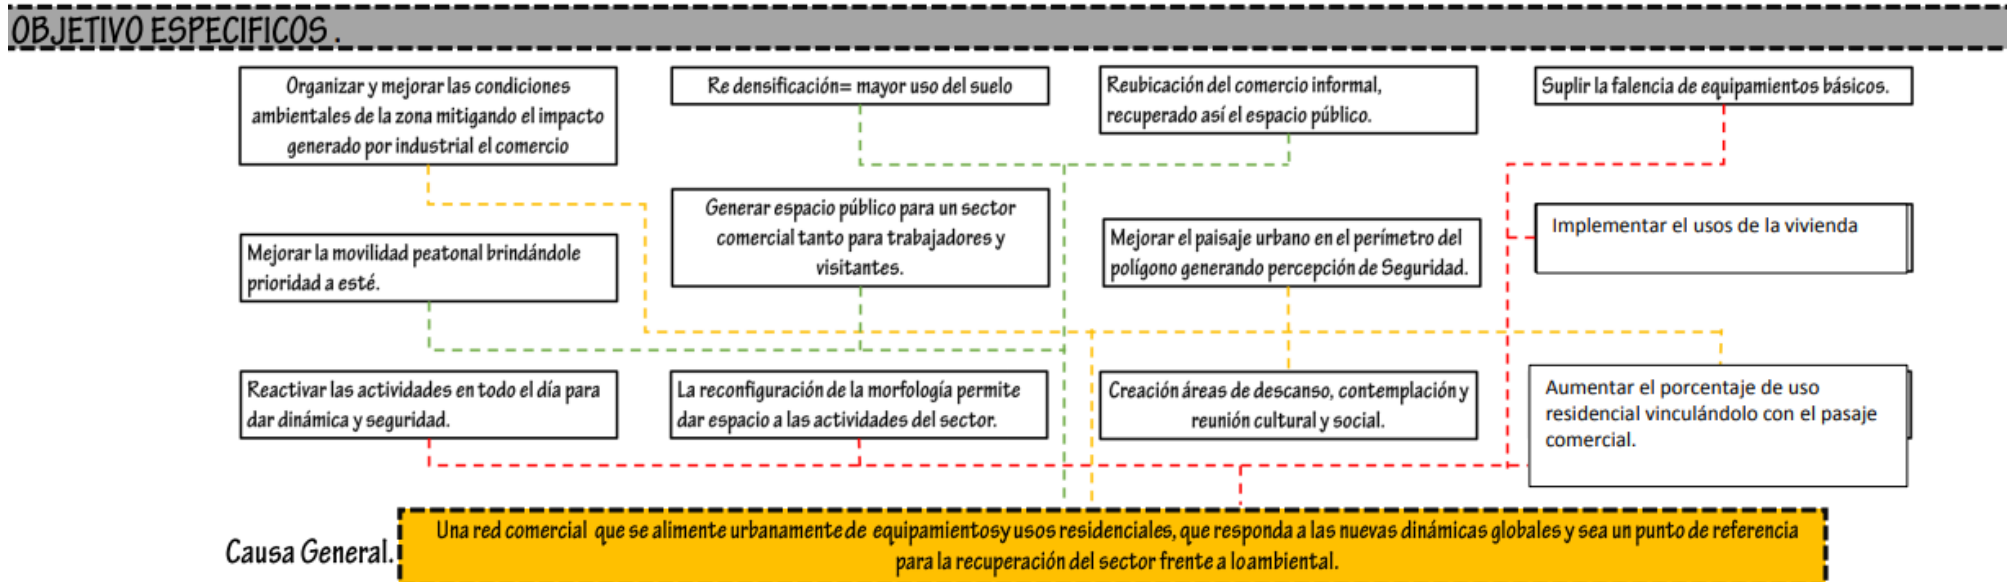 OBJETIVO ESPECIFICOS .
Organizar y mejorar las condiciones
ambientales de la zona mitigando el impacto
generado por industrial el comercio
Re densificación= mayor uso del suelo
Reubicación del comercio informal,
recuperado así el espacio público.
Suplir la falencia de equipamientos básicos.
Mejorar la movilidad peatonal brindándole
prioridad a esté.
Generar espacio público para un sector
comercial tanto para trabajadores y
visitantes.
Mejorar el paisaje urbano en el perímetro del
polígono generando percepción de Seguridad.
Implementar el usos de la vivienda
Reactivar las actividades en todo el día para
dar dinámica y seguridad.
La reconfiguración de la morfología permite
dar espacio a las actividades del sector.
Creación áreas de descanso, contemplación y
reunión cultural y social.
Aumentar el porcentaje de uso
residencial vinculándolo con el pasaje
comercial.
Causa General.
Una red comercial que se alimente urbanamente de equipamientosy usos residenciales, que responda a las nuevas dinámicas globales y sea un punto de referencia
para la recuperación del sector frente a loambiental.